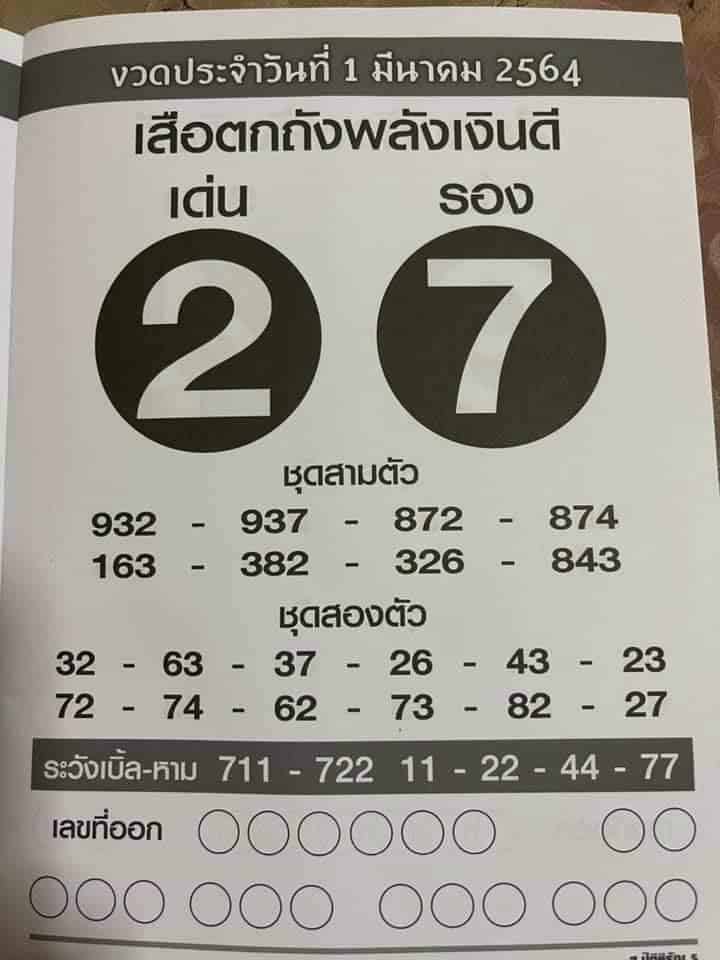 งวดประจำวันที่ 1 มีนาคม 2564
เสือตกถังพลังเงินดี
เด่น รอง
2 7
ชุดสามตัว
932 - 937 - 872 - 874
163 - 382 - 326 - 843
ชุดสองตัว
32 - 63 - 37 - 26 - 43 - 23
72 - 74 - 62 - 73 - 82 - 27
ระวังเบิ้ล-หาม 711 - 722 11 - 22 - 44 - 77
เลขที่ออก